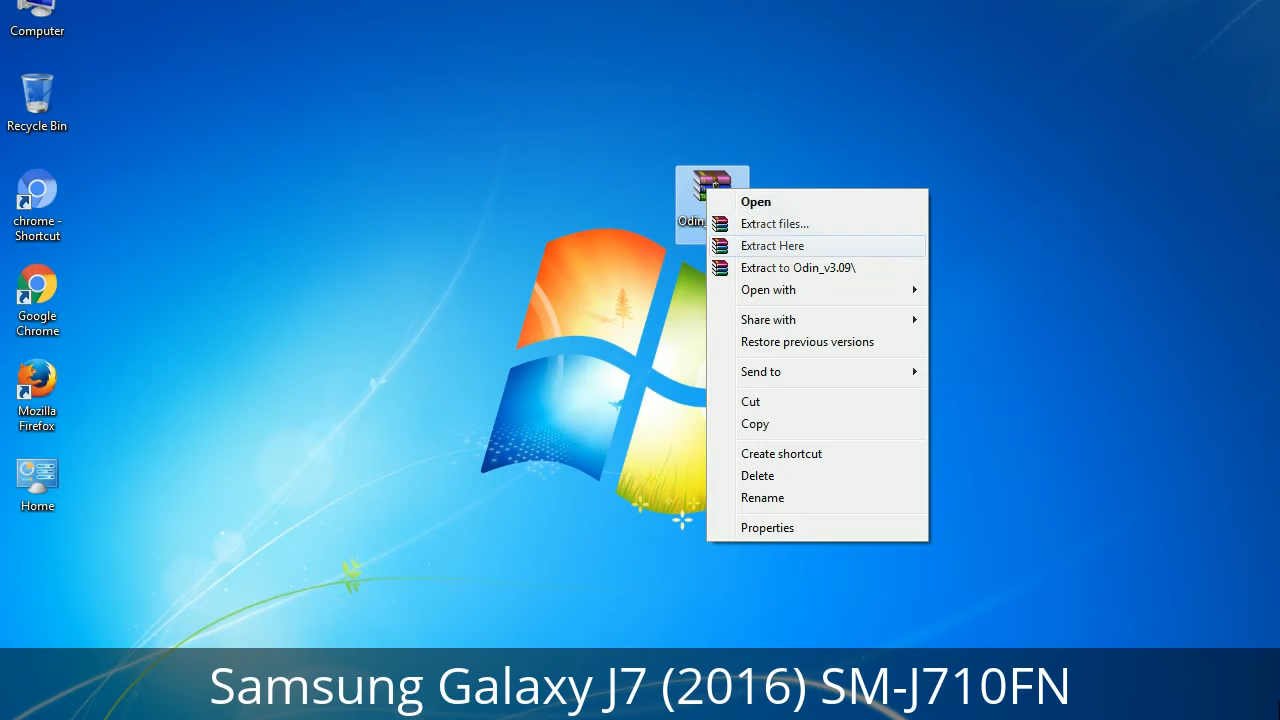 Computer
Recycle Bin
chrome -
Shortcut
Google
Chrome
Mozilla
Firefox
Home
Odin
Open
Extract files...
Extract Here
Extract to Odin_v3.09\
Open with
Share with
Restore previous versions
Send to
Cut
Copy
Create shortcut
Delete
Rename
Properties
Samsung Galaxy J7 (2016) SM-J710FN